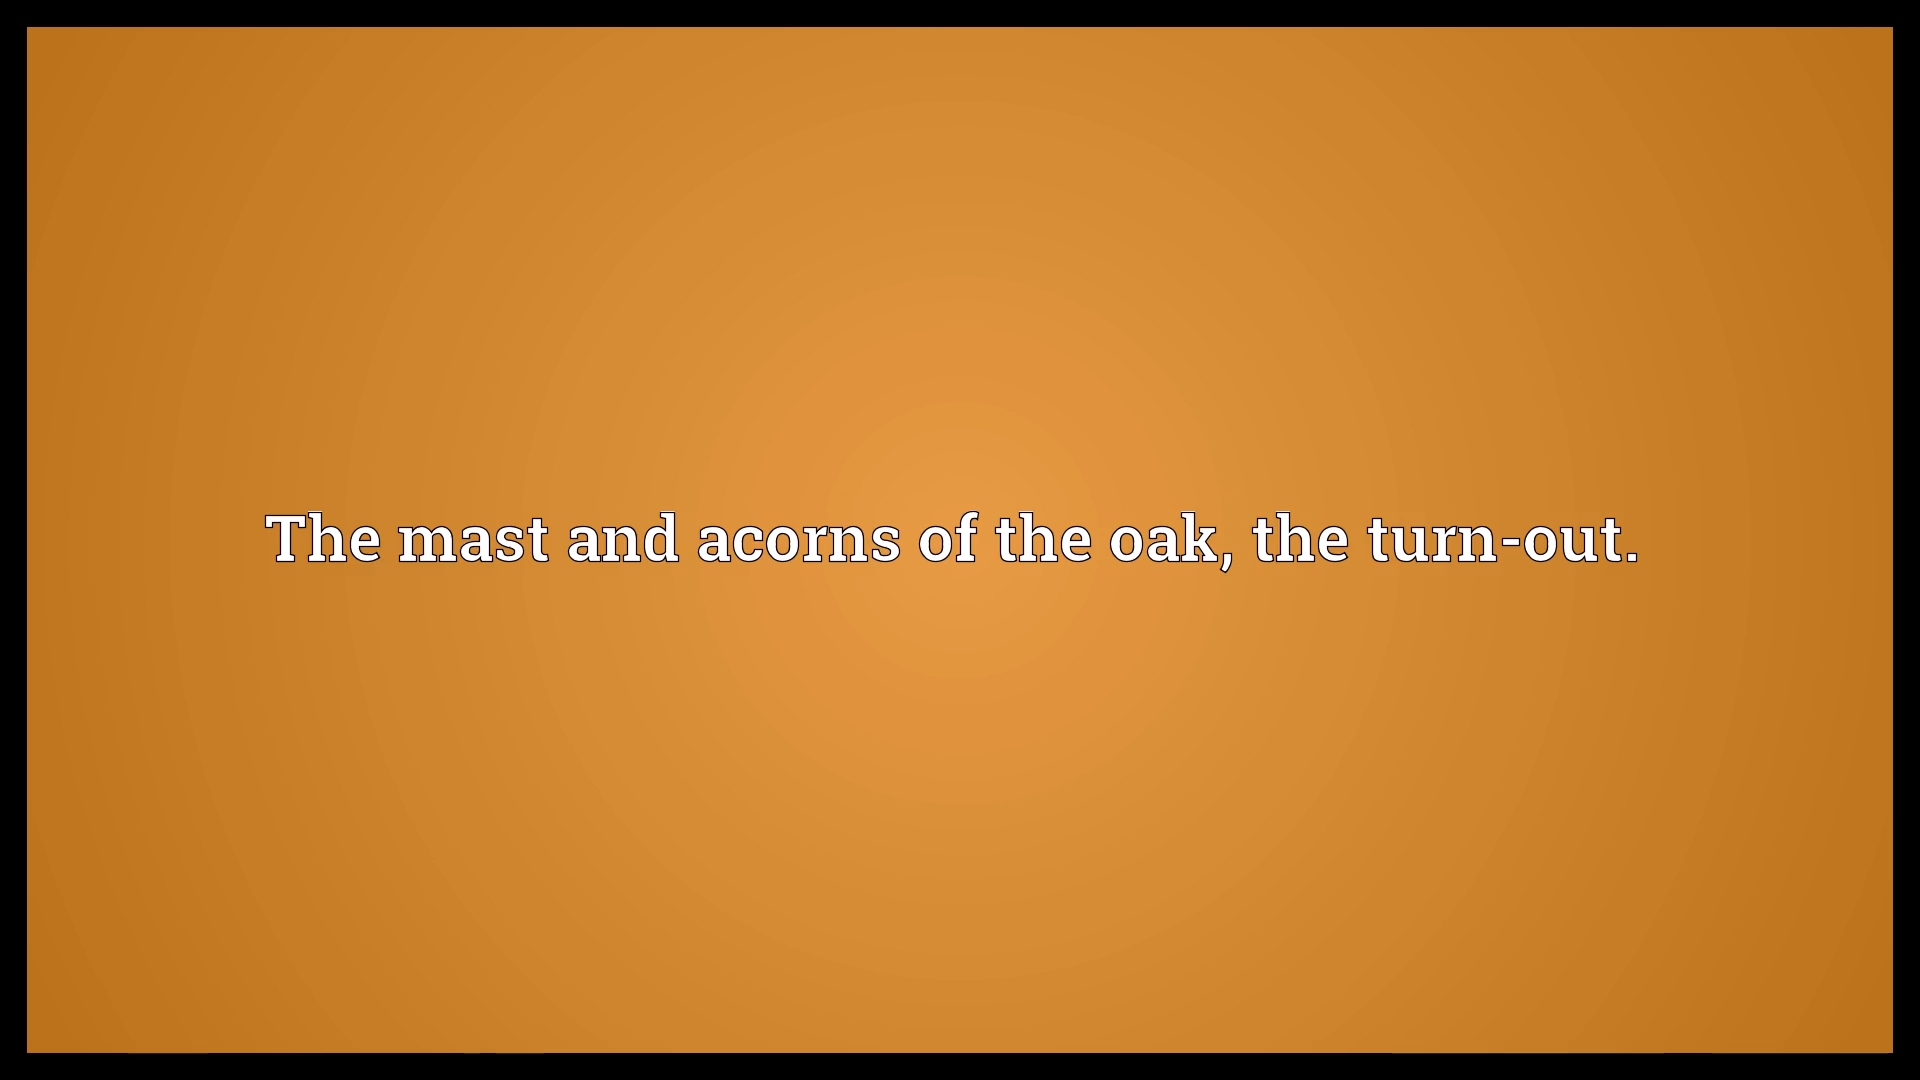 The mast and acorns of the oak, the turn-out.